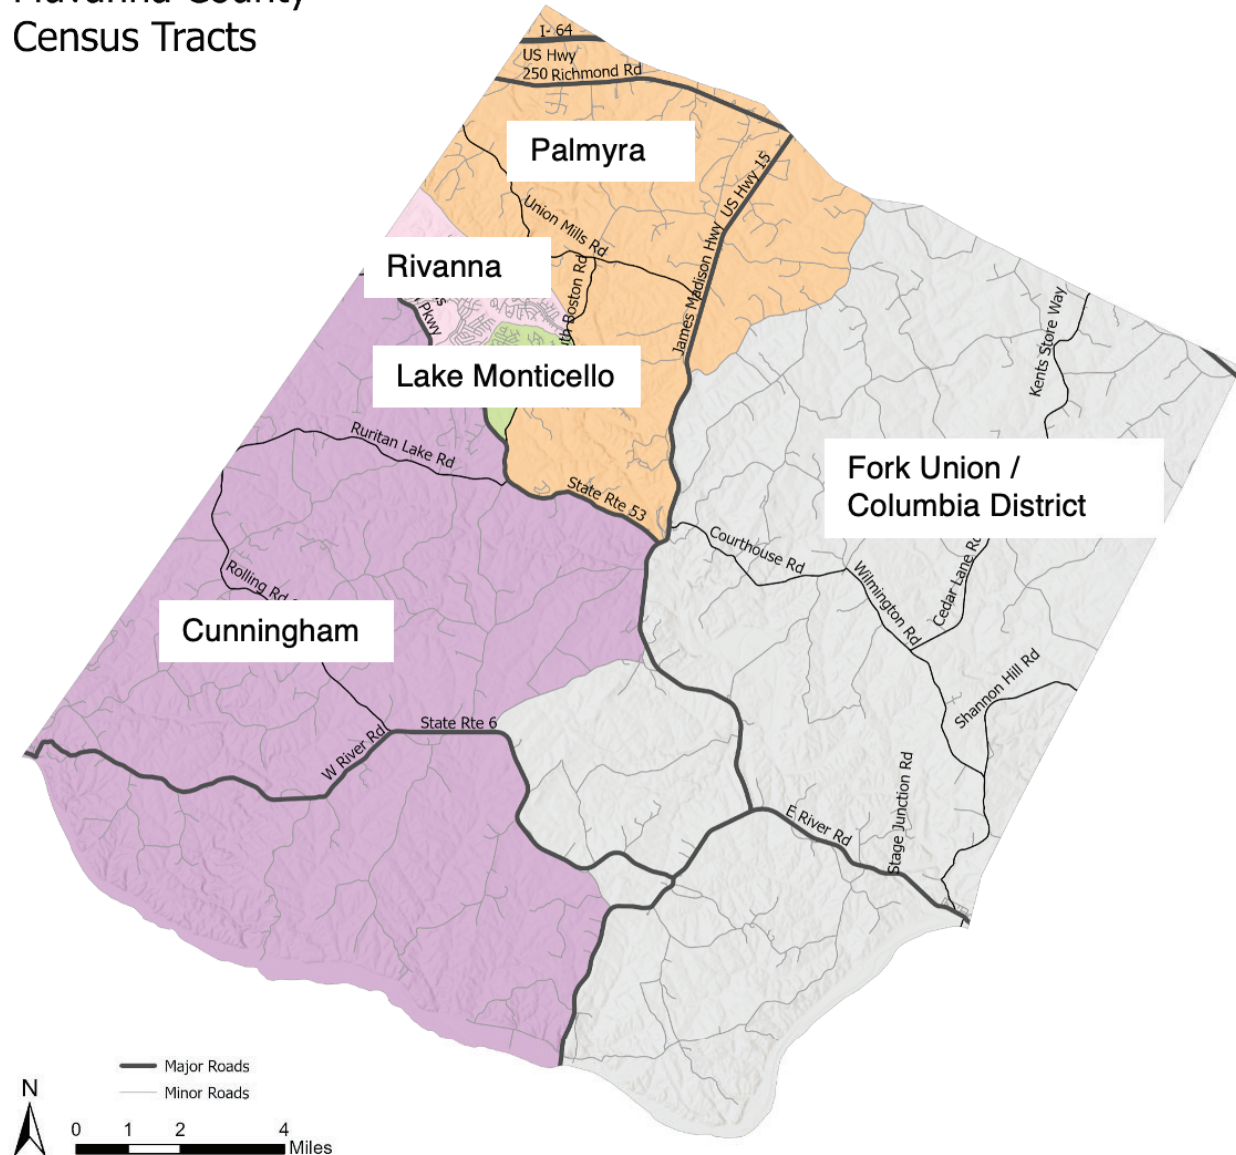 Census Tracts
I- 64
US Hwy
250 Richmond Rd
Palmyra
US Hwy 15
Union Mills Rd
Rivanna
James Madison Hwy
Boston Rd
Pkwy
Kents Store Way
Lake Monticello
Ruritan Lake Rd
Fork Union /
Columbia District
State Rte 53
Courthouse Rd
Wilmington Rd
Cedar Lane Rd
Rolling Rd
Cunningham
Shannon Hill Rd
State Rte 6
W River Rd
E River Rd
Stage Junction Rd
Major Roads
Minor Roads
N
0 1 2 4
Miles